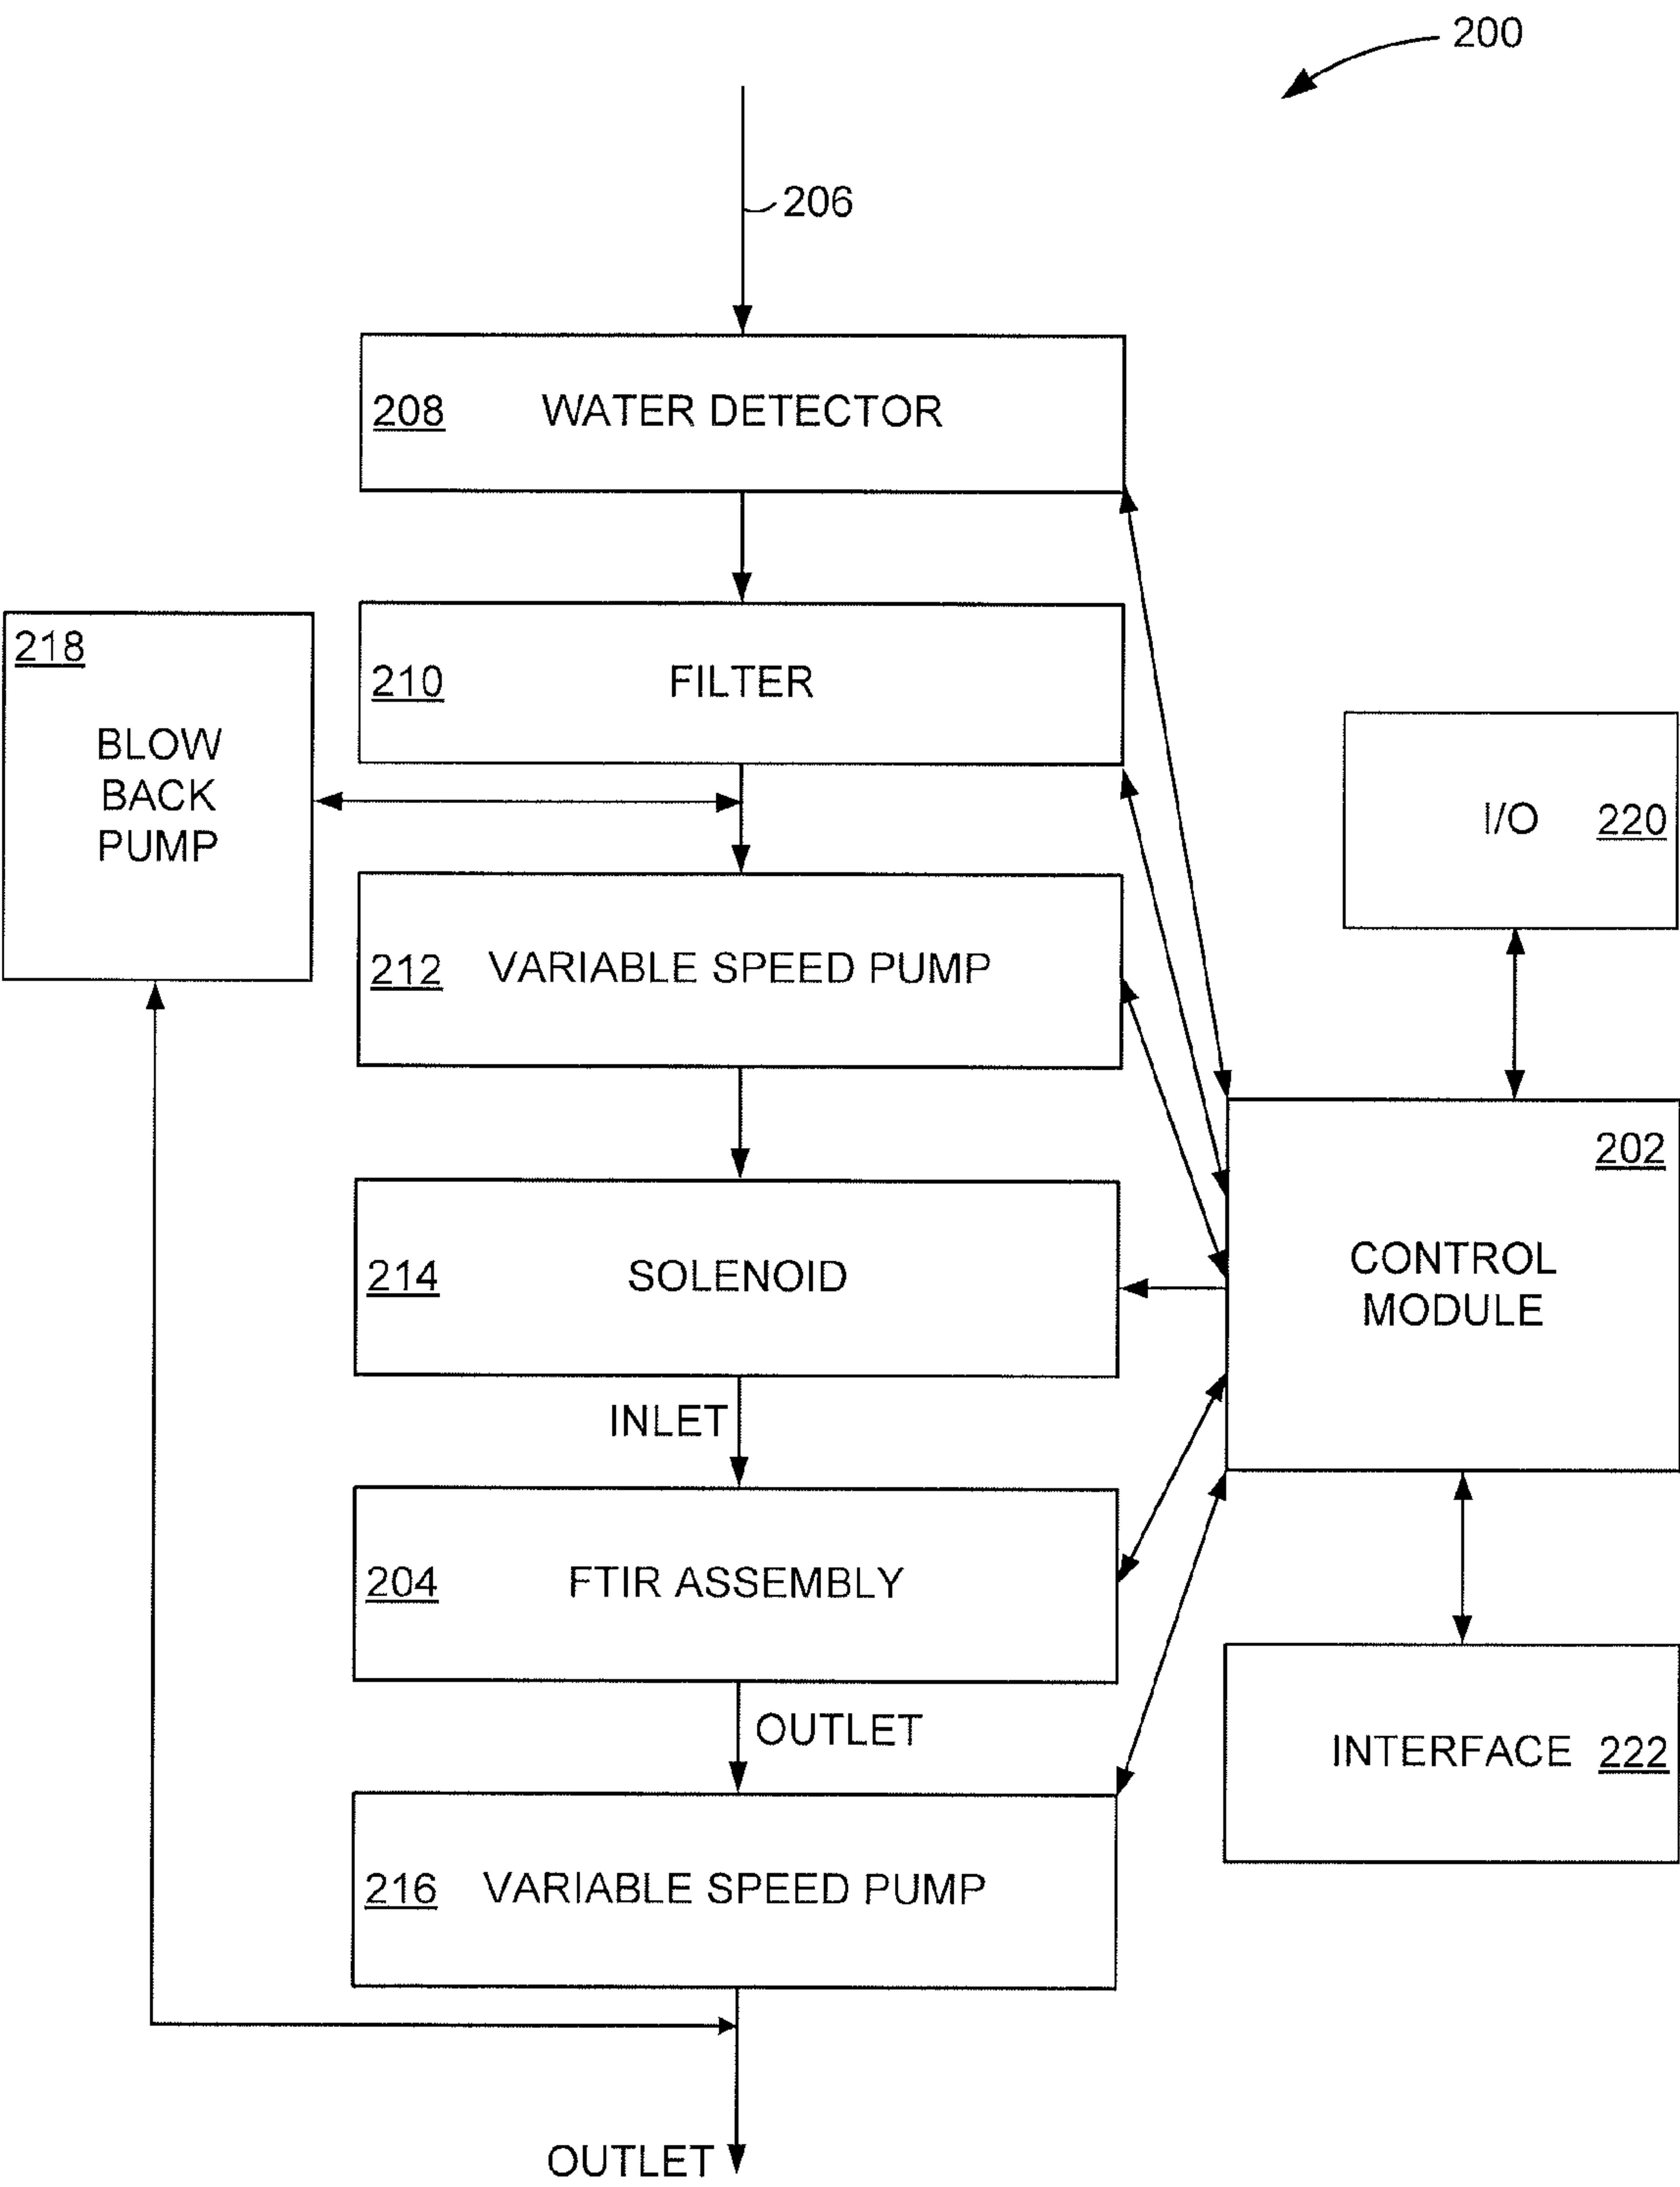 200
206
208 WATER DETECTOR
210 FILTER
218
BLOW
BACK
PUMP
I/O 220
212 VARIABLE SPEED PUMP
202
CONTROL
MODULE
214 SOLENOID
INLET
204 FTIR ASSEMBLY
OUTLET
INTERFACE 222
216 VARIABLE SPEED PUMP
OUTLET